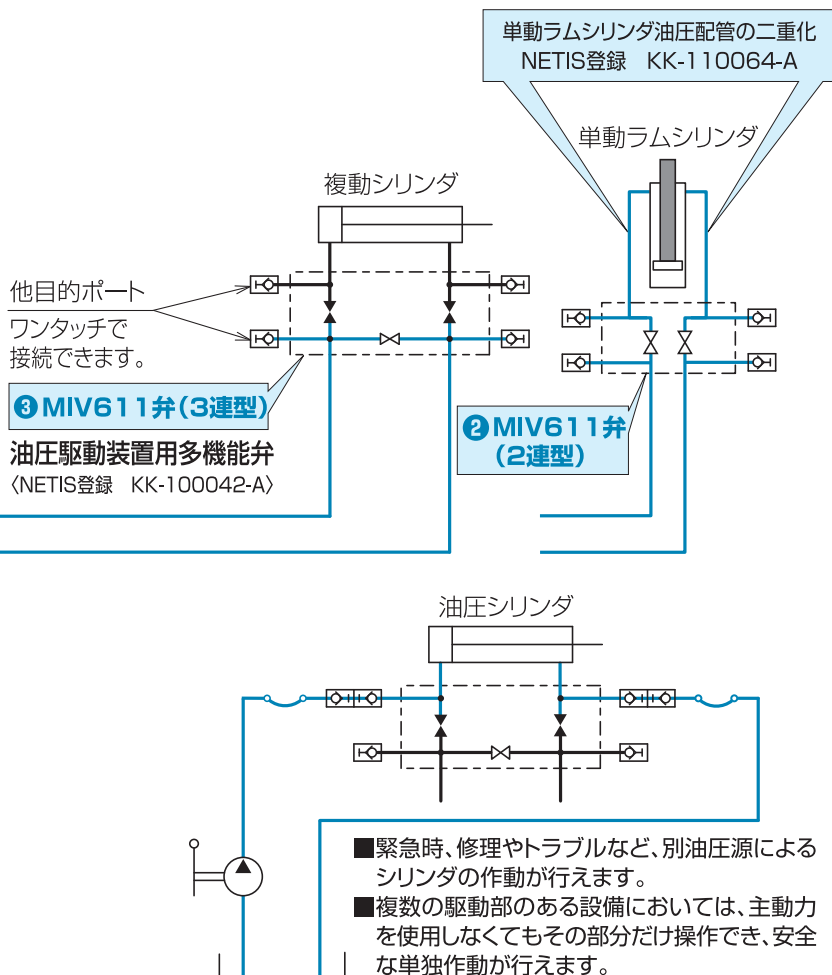 単動ラムシリンダ油圧配管の二重化
NETIS登録　KK-110064-A
単動ラムシリンダ
複動シリンダ
他目的ポート
ワンタッチで
接続できます。
❸MIV611弁(3連型)
油圧駆動装置用多機能弁
〈NETIS登録　KK-100042-A〉
❷MIV611弁
(2連型)
油圧シリンダ
■緊急時、修理やトラブルなど、別油圧源による
シリンダの作動が行えます。
■複数の駆動部のある設備においては、主動力
を使用しなくてもその部分だけ操作でき、安全
な単独作動が行えます。